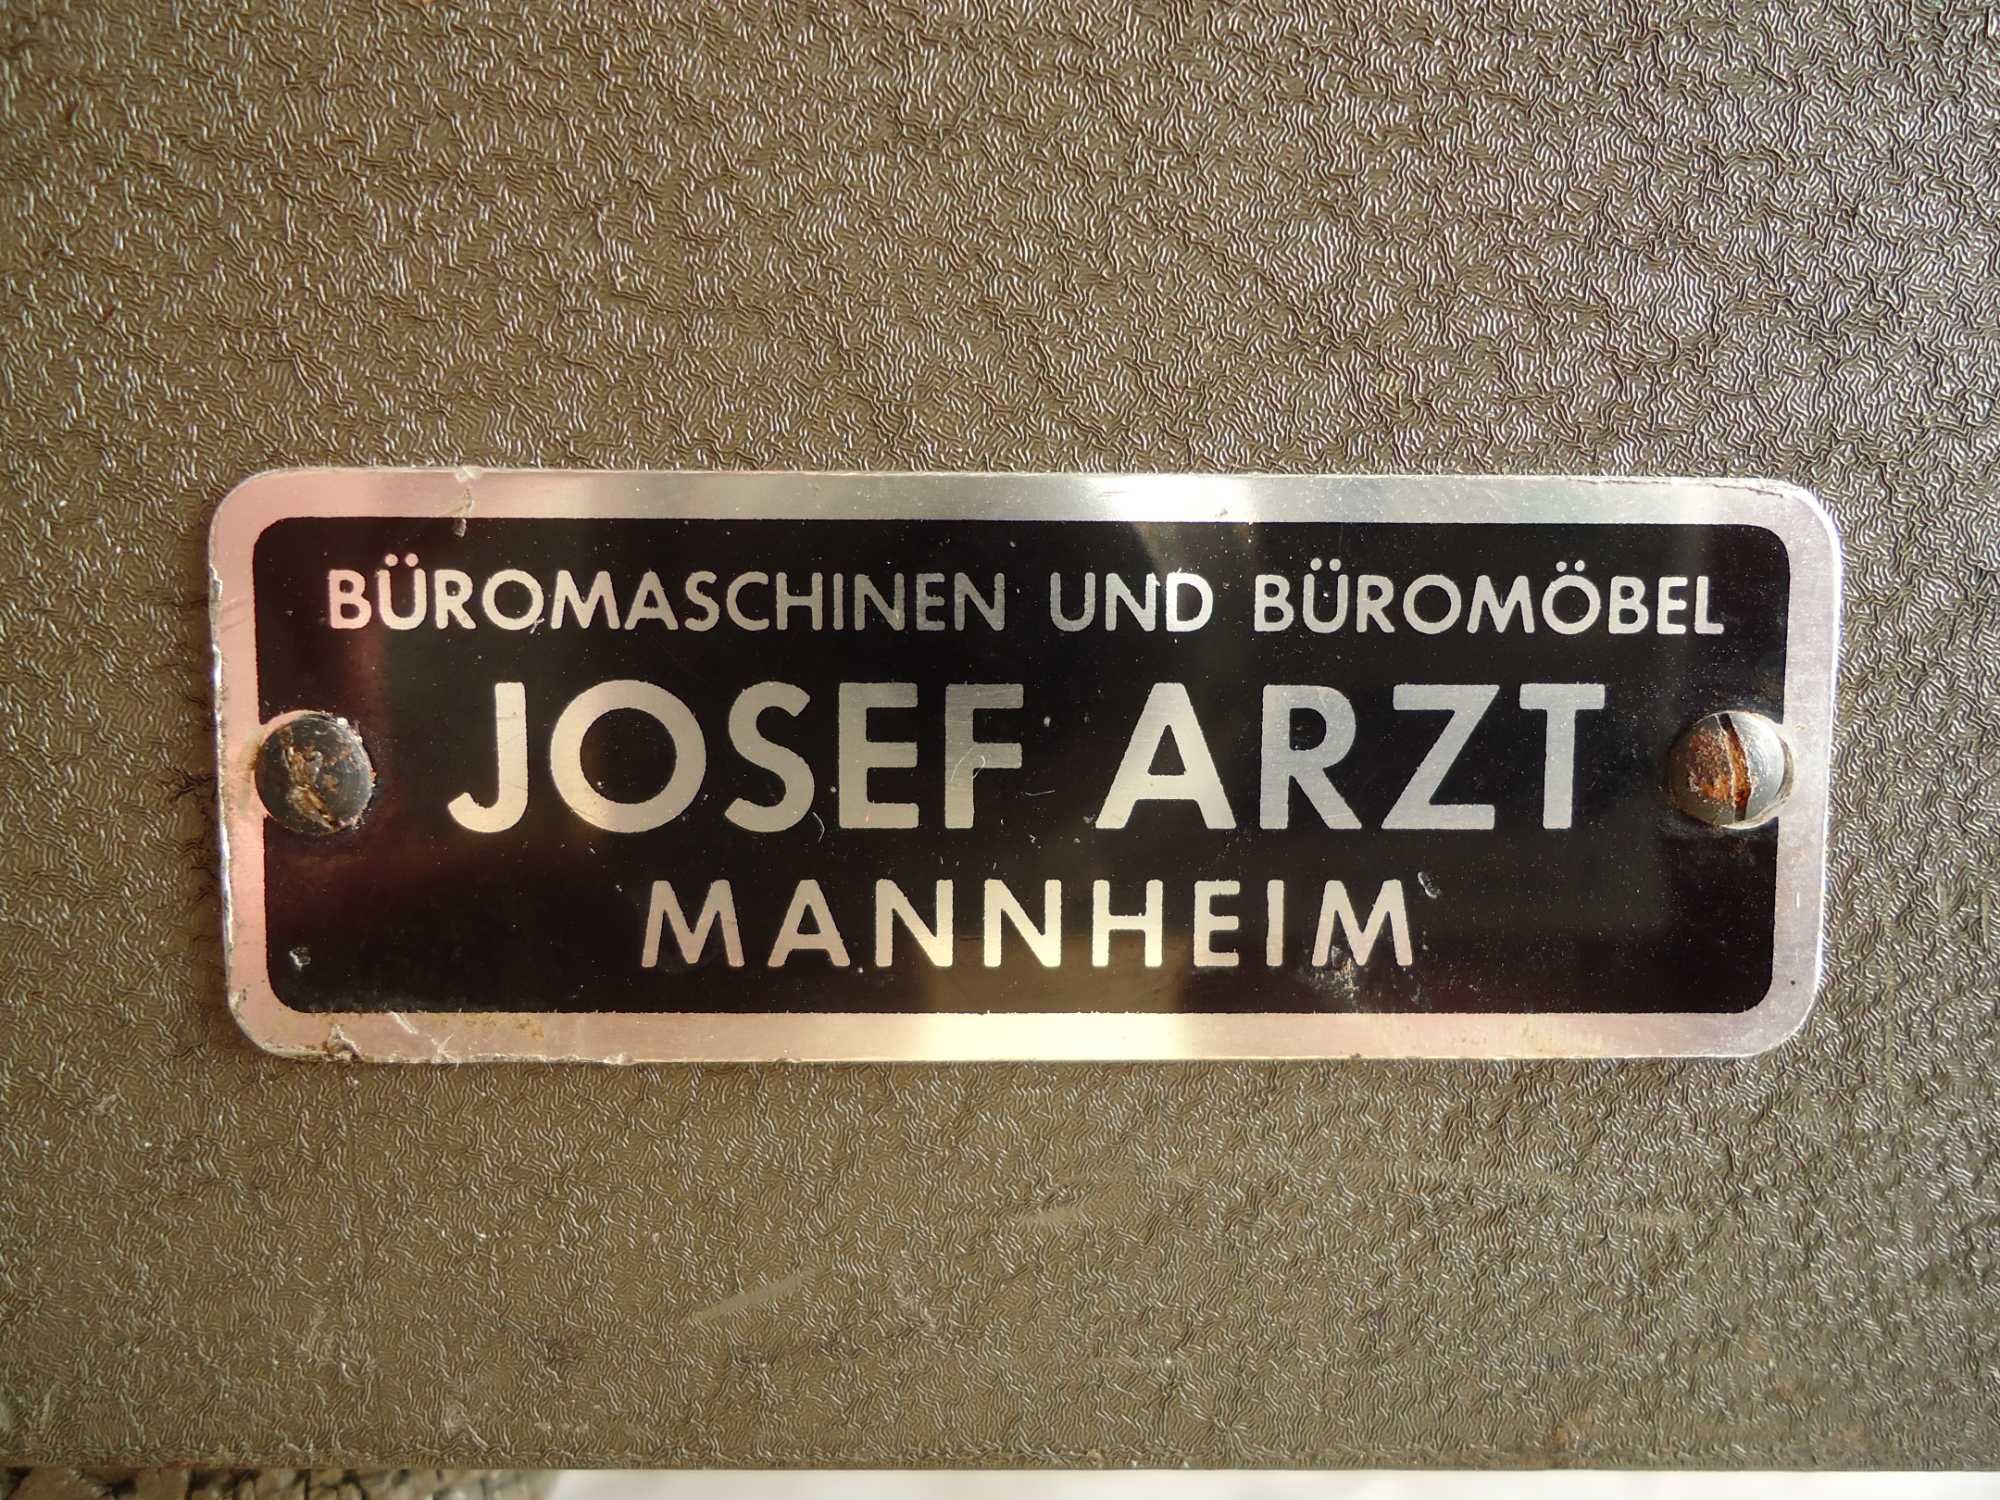 BÜROMASCHINEN UND BÜROMÖBEL
JOSEF ARZT
MANNHEIM